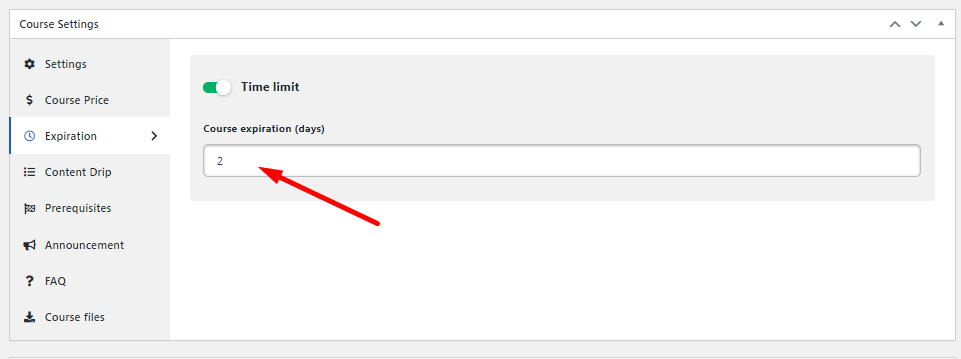 Course Settings
Settings
Course Price
Expiration
Content Drip
Prerequisites
Announcement
FAQ
Course files
Time limit
Course expiration (days)
2